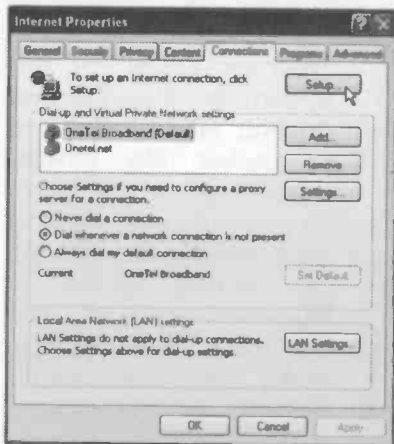 Internet Properties
General Security Privacy Content Connections Programs Advanced
To set up an Internet connection, click
Setup.
Setup...
Dial-up and Virtual Private Network settings
OneTel Broadband (Default)
Onetel.net
Add...
Remove
Choose Settings if you need to configure a proxy
server for a connection.
Settings...
Never dial a connection
Dial whenever a network connection is not present
Always dial my default connection
Current OneTel Broadband
Set Default
Local Area Network (LAN) settings
LAN Settings do not apply to dial-up connections.
Choose Settings above for dial-up settings.
LAN Settings...
OK Cancel Apply